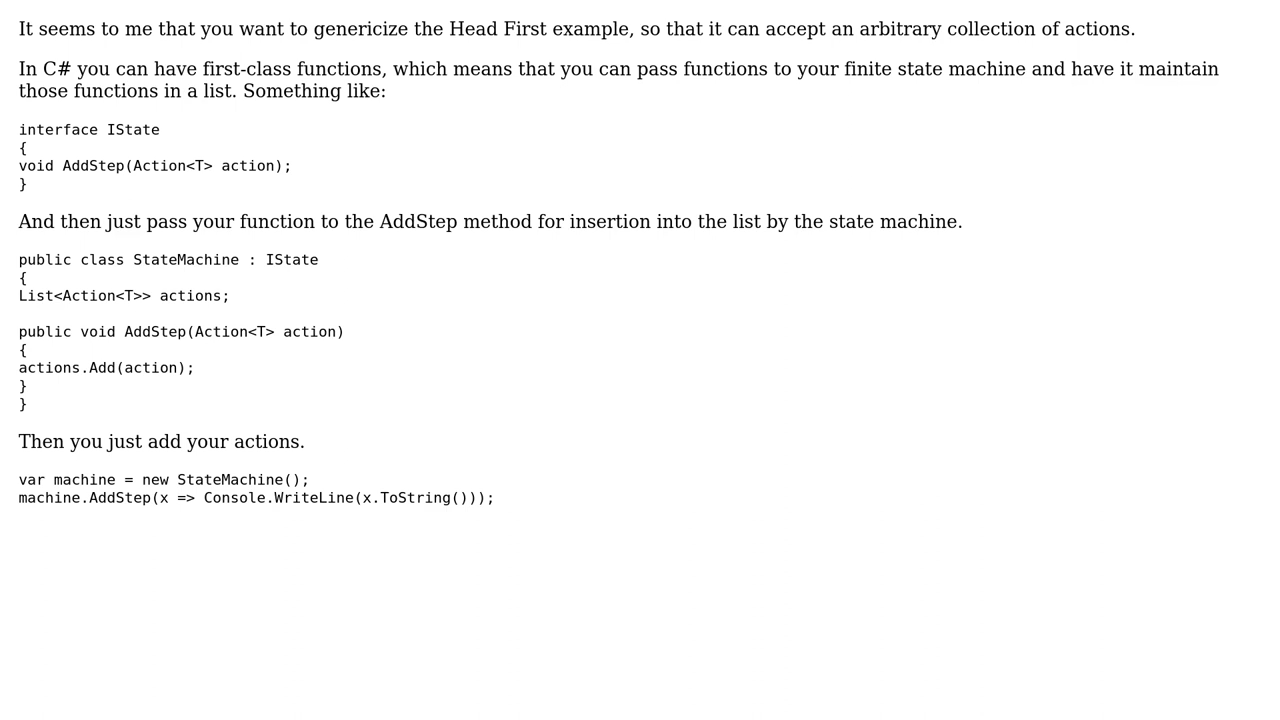 It seems to me that you want to genericize the Head First example, so that it can accept an arbitrary collection of actions.
In C# you can have first-class functions, which means that you can pass functions to your finite state machine and have it maintain
those functions in a list. Something like:
interface IState
{
void AddStep(Action<T> action);
}
And then just pass your function to the AddStep method for insertion into the list by the state machine.
public class StateMachine : IState
{
List<Action<T>> actions;
public void AddStep(Action<T> action)
{
actions.Add(action);
}
}
Then you just add your actions.
var machine = new StateMachine();
machine.AddStep(x => Console.WriteLine(x.ToString()));